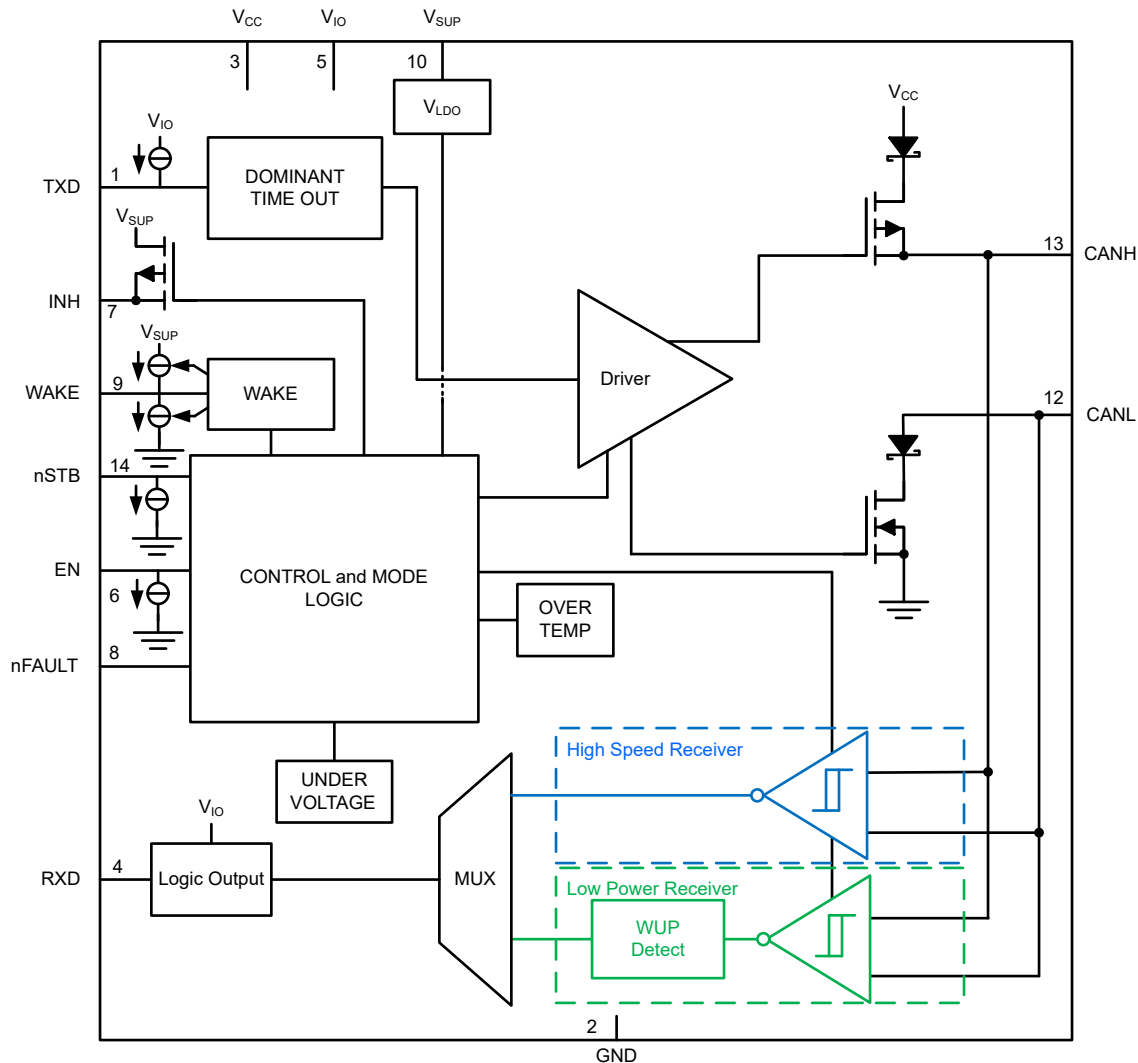 VCC
VIO
VSUP
3
5
10
VLDO
VCC
VIO
TXD
1
DOMINANT
TIME OUT
VSUP
13
CANH
INH
7
VSUP
WAKE
9
WAKE
Driver
12
CANL
nSTB
14
EN
6
CONTROL and MODE
LOGIC
OVER
TEMP
nFAULT
8
High Speed Receiver
UNDER
VOLTAGE
VIO
RXD
4
Logic Output
MUX
Low Power Receiver
WUP
Detect
2
GND